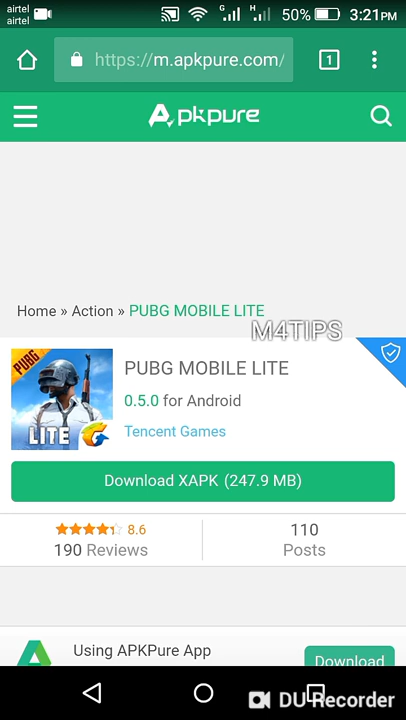 airtel
airtel
G
H
50%
3:21PM
https://m.apkpure.com/
1
Apkpure
Home » Action » PUBG MOBILE LITE
M4TIPS
PUBG
LITE
PUBG MOBILE LITE
0.5.0 for Android
Tencent Games
Download XAPK (247.9 MB)
8.6
190 Reviews
110
Posts
Using APKPure App
Download
DU Recorder